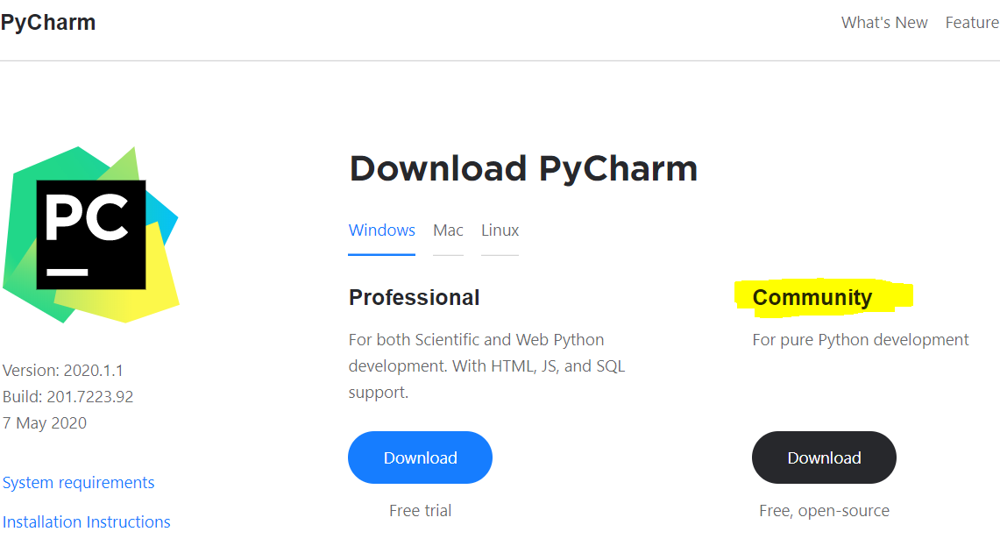 PyCharm
What's New Feature
PC
Download PyCharm
Windows Mac Linux
Professional
For both Scientific and Web Python
development. With HTML, JS, and SQL
support.
Download
Free trial
Community
For pure Python development
Download
Free, open-source
Version: 2020.1.1
Build: 201.7223.92
7 May 2020
System requirements
Installation Instructions